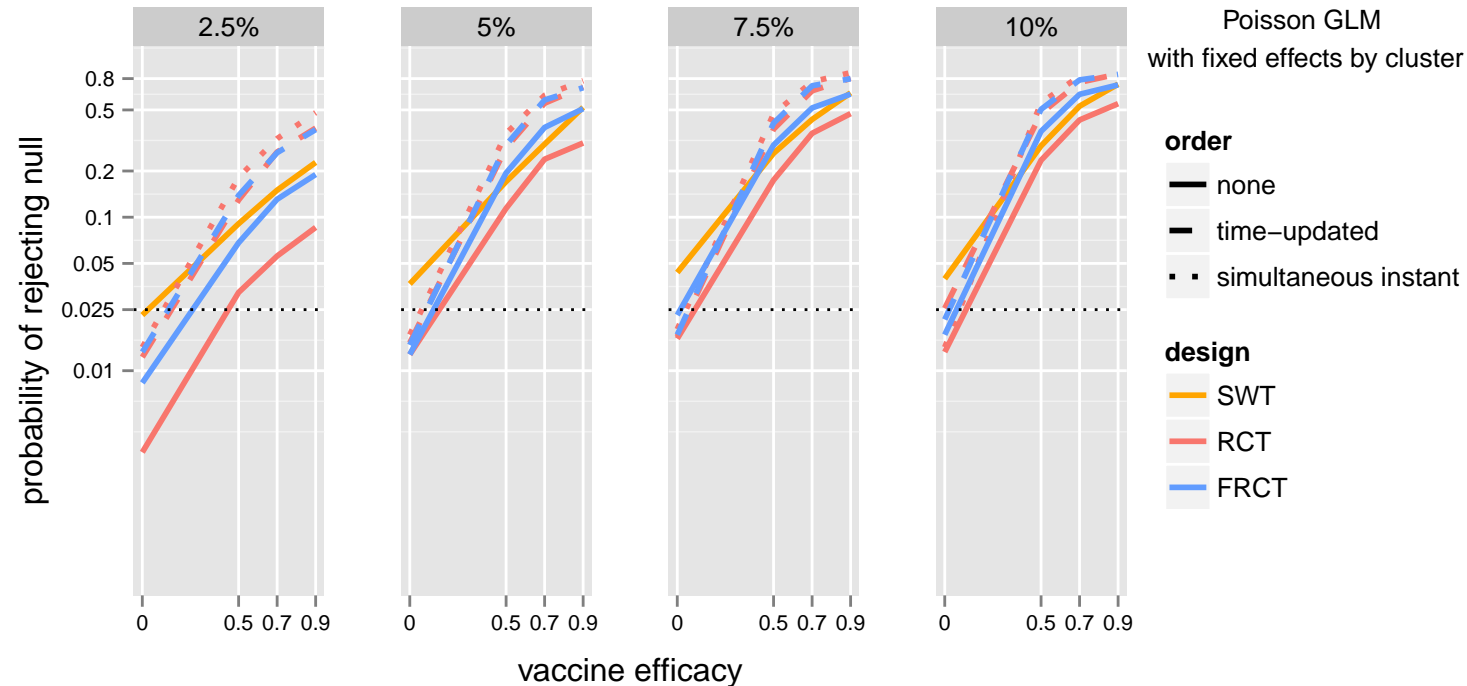 2.5%
5%
7.5%
10%
Poisson GLM
with fixed effects by cluster
probability of rejecting null
0.8
0.5
0.2
0.1
0.05
0.025
0.01
0 0.5 0.7 0.9
0 0.5 0.7 0.9
0 0.5 0.7 0.9
0 0.5 0.7 0.9
vaccine efficacy
order
none
time−updated
simultaneous instant
design
SWT
RCT
FRCT